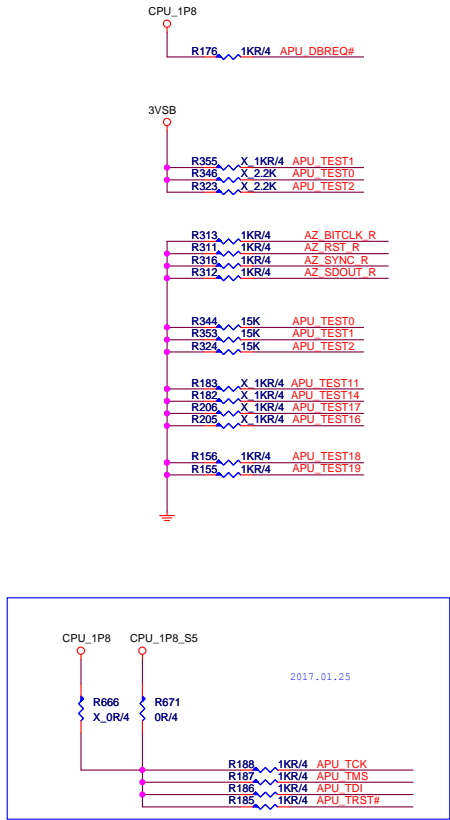 CPU_1P8
R176 1KR/4 APU_DBREQ#
3VSB
R355 X_1KR/4 APU_TEST1
R346 X_2.2K APU_TEST0
R323 X_2.2K APU_TEST2
R313 1KR/4 AZ_BITCLK_R
R311 1KR/4 AZ_RST_R
R316 1KR/4 AZ_SYNC_R
R312 1KR/4 AZ_SDOUT_R
R344 15K APU_TEST0
R353 15K APU_TEST1
R324 15K APU_TEST2
R183 X_1KR/4 APU_TEST11
R182 X_1KR/4 APU_TEST14
R206 X_1KR/4 APU_TEST17
R205 X_1KR/4 APU_TEST16
R156 1KR/4 APU_TEST18
R155 1KR/4 APU_TEST19
CPU_1P8 CPU_1P8_S5
2017.01.25
R666 R671
X_0R/4 0R/4
R188 1KR/4 APU_TCK
R187 1KR/4 APU_TMS
R186 1KR/4 APU_TDI
R185 1KR/4 APU_TRST#